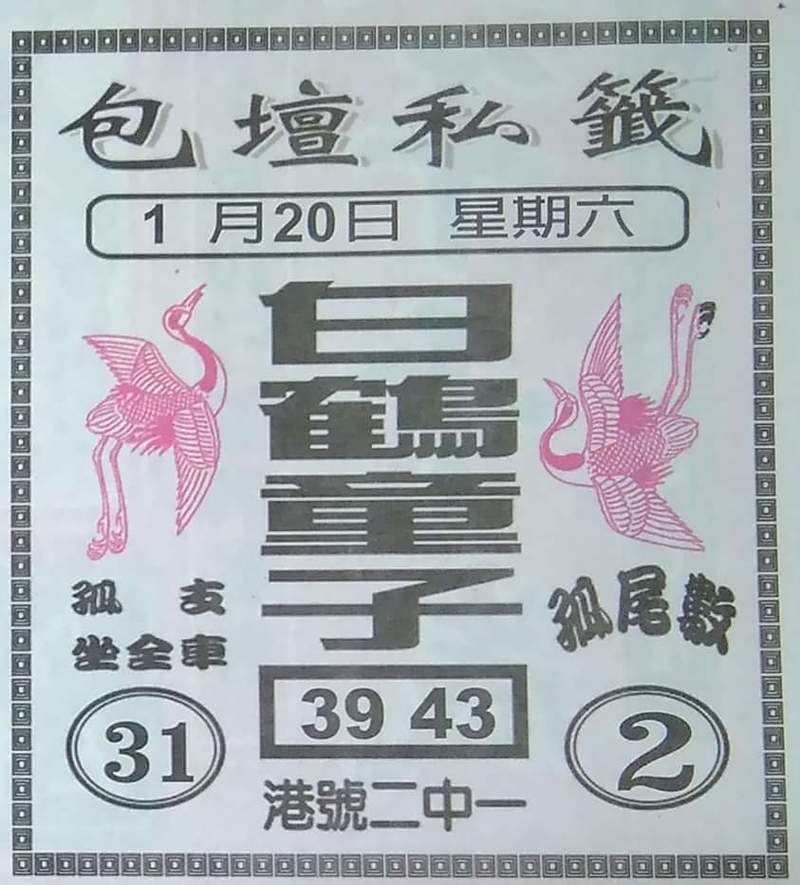 包壇私籤
1月20日 星期六
白鶴童子
孤友
坐全車
31
39 43
港號二中一
孤尾數
2